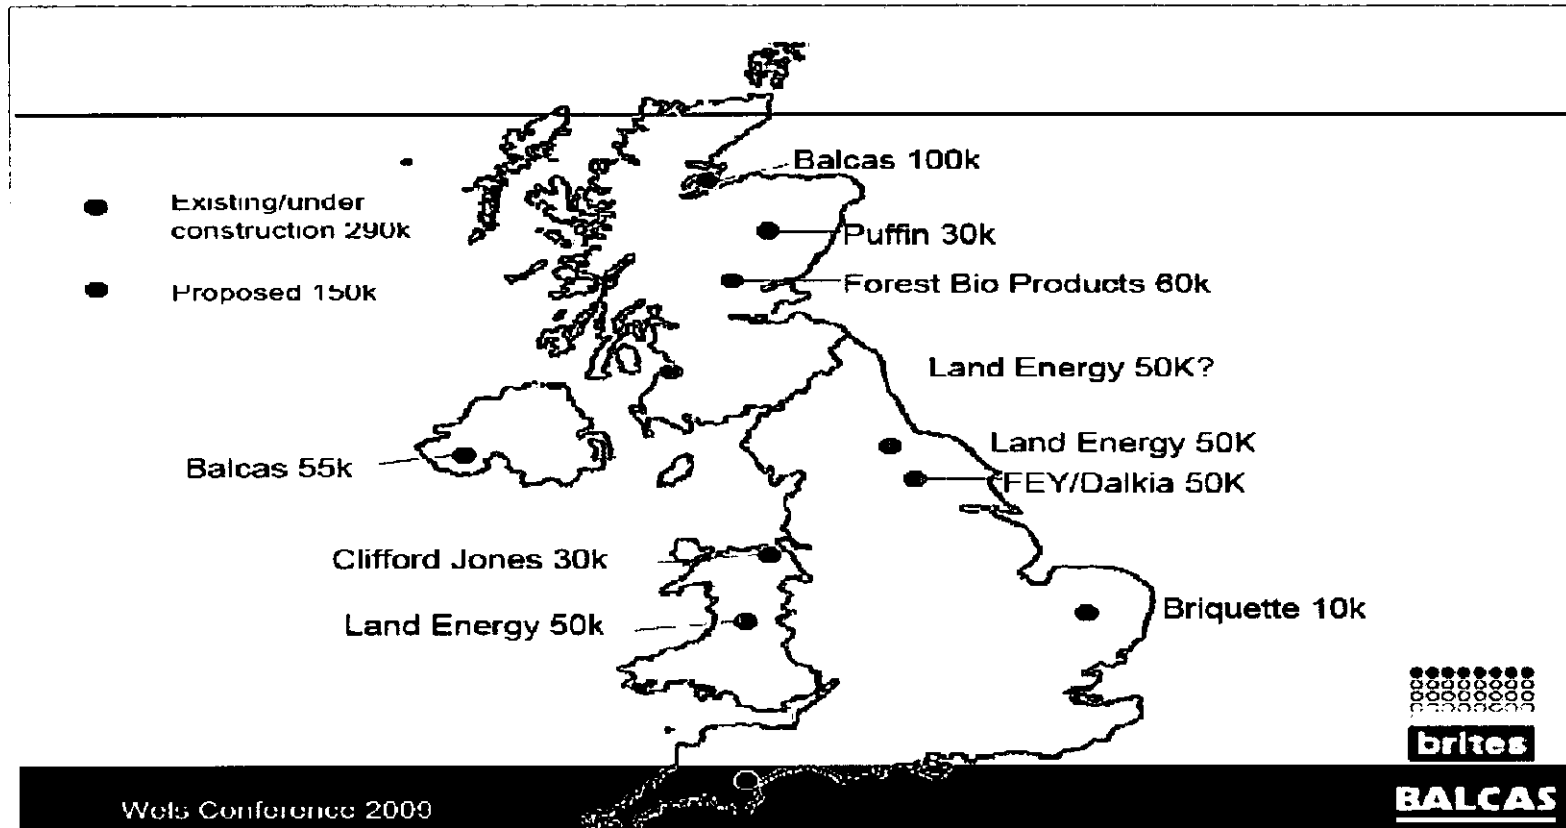 Balcas 100k
Existing/under
construction 290k
Puffin 30k
Proposed 150k
Forest Bio Products 60k
Land Energy 50K?
Land Energy 50K
Balcas 55k
FEY/Dalkia 50K
Clifford Jones 30k
Briquette 10k
Land Energy 50k
brites
Wels Conference 2009
BALCAS